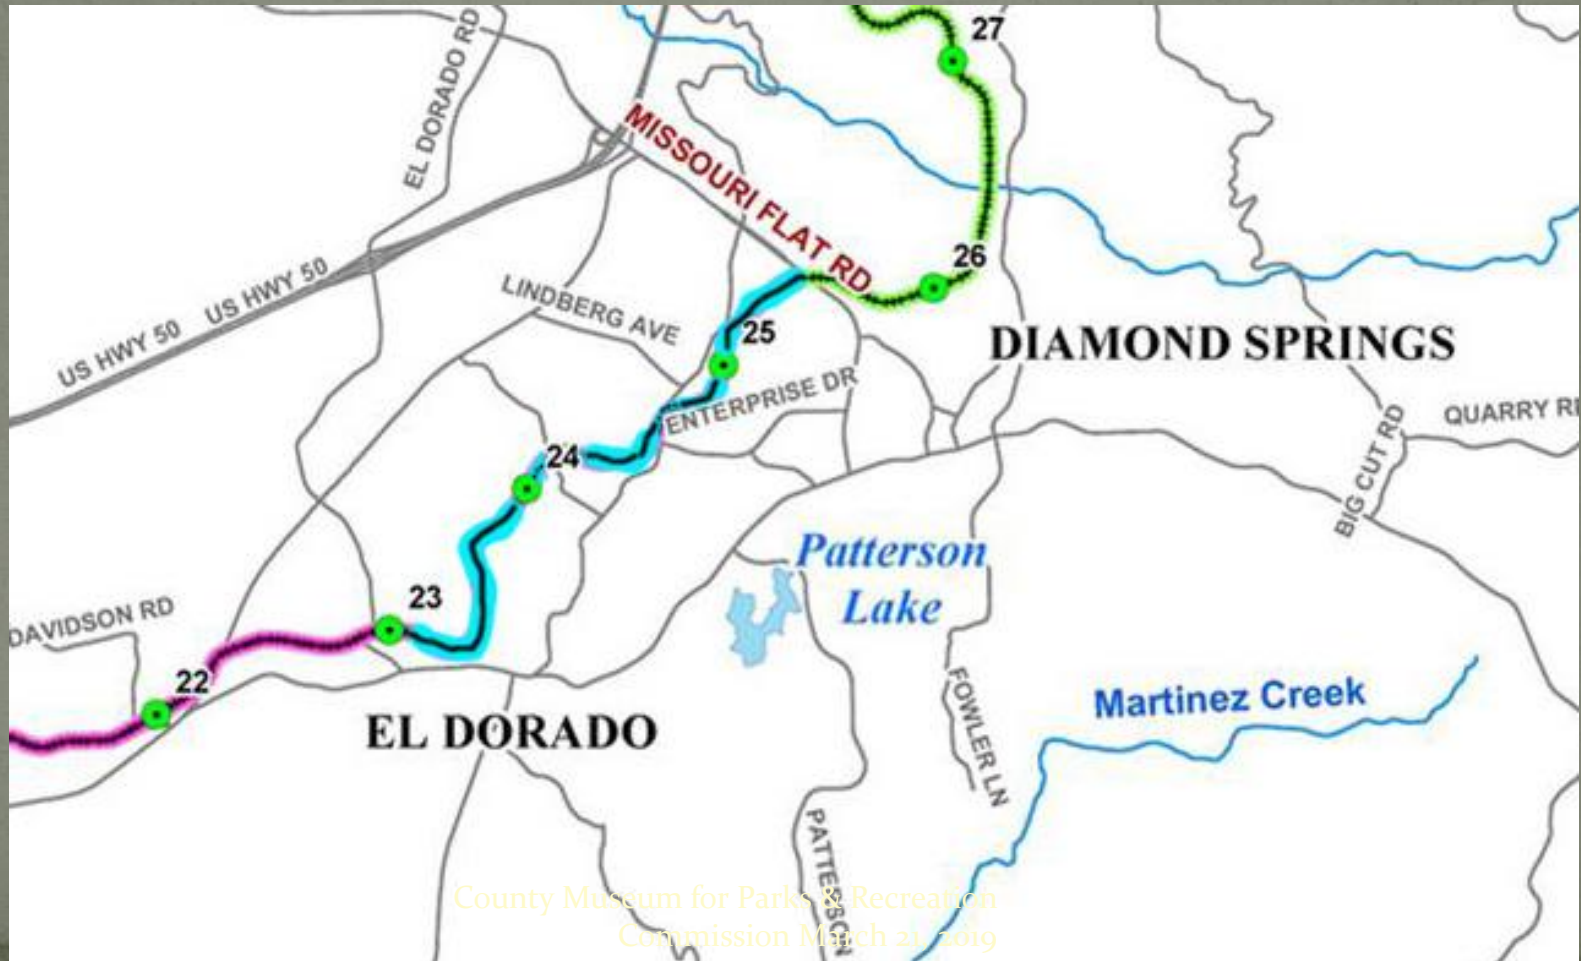 27
EL DORADO RD
MISSOURI FLAT RD
26
US HWY 50
US HWY 50
LINDBERG AVE
25
DIAMOND SPRINGS
ENTERPRISE DR
QUARRY
BIG CUT RD
24
Patterson
Lake
23
DAVIDSON RD
22
FOWLER LN
Martinez Creek
EL DORADO
PATTERSON
County Museum for Parks & Recreation
Commission March 21, 2019